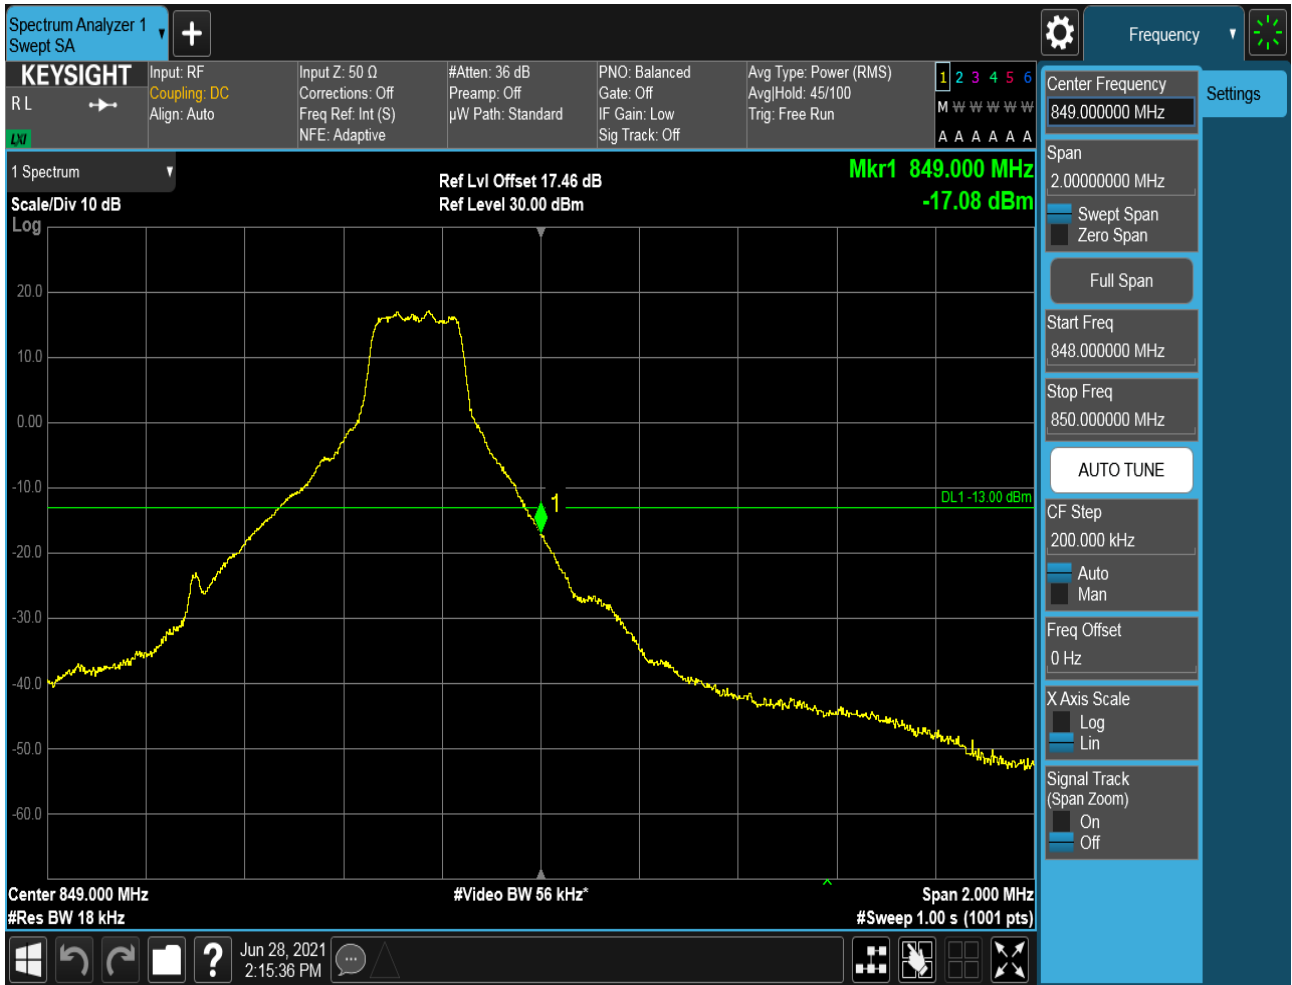 Spectrum Analyzer 1
Swept SA
Frequency
KEYSIGHT
R L
LXI
Input: RF
Coupling: DC
Align: Auto
Input Z: 50 Ω
Corrections: Off
Freq Ref: Int (S)
NFE: Adaptive
#Atten: 36 dB
Preamp: Off
µW Path: Standard
PNO: Balanced
Gate: Off
IF Gain: Low
Sig Track: Off
Avg Type: Power (RMS)
Avg|Hold: 45/100
Trig: Free Run
1 2 3 4 5 6
M W W W W W
A A A A A A
1 Spectrum
Scale/Div 10 dB
Log
Ref Lvl Offset 17.46 dB
Ref Level 30.00 dBm
Mkr1 849.000 MHz
-17.08 dBm
20.0
10.0
0.00
-10.0
-20.0
-30.0
-40.0
-50.0
-60.0
1
DL1 -13.00 dBm
Center 849.000 MHz
#Res BW 18 kHz
#Video BW 56 kHz*
Span 2.000 MHz
#Sweep 1.00 s (1001 pts)
Jun 28, 2021
2:15:36 PM
Center Frequency
849.000000 MHz
Settings
Span
2.00000000 MHz
Swept Span
Zero Span
Full Span
Start Freq
848.000000 MHz
Stop Freq
850.000000 MHz
AUTO TUNE
CF Step
200.000 kHz
Auto
Man
Freq Offset
0 Hz
X Axis Scale
Log
Lin
Signal Track
(Span Zoom)
On
Off